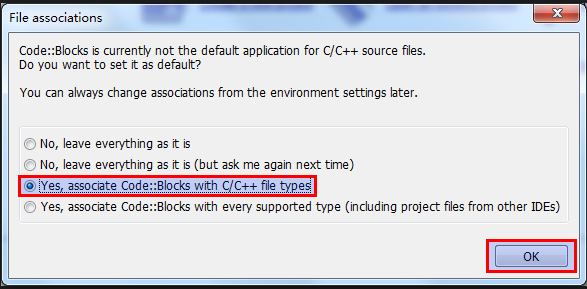 File associations
Code::Blocks is currently not the default application for C/C++ source files.
Do you want to set it as default?
You can always change associations from the environment settings later.
No, leave everything as it is
No, leave everything as it is (but ask me again next time)
Yes, associate Code::Blocks with C/C++ file types
Yes, associate Code::Blocks with every supported type (including project files from other IDEs)
OK